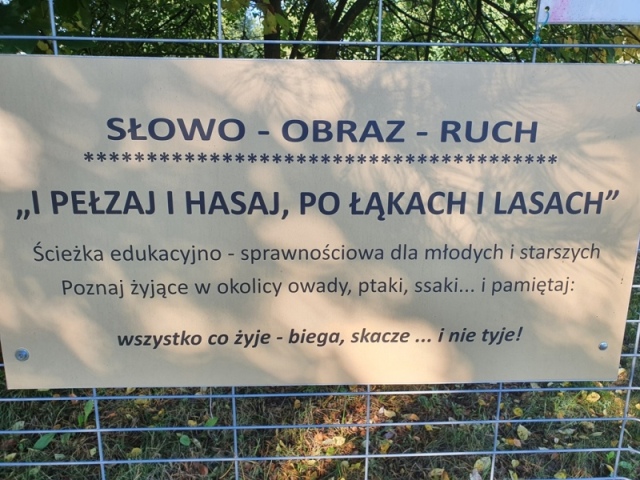 SŁOWO - OBRAZ - RUCH
*************************************
„I PEŁZAJ I HASAJ, PO ŁĄKACH I LASACH”
Ścieżka edukacyjno - sprawnościowa dla młodych i starszych
Poznaj żyjące w okolicy owady, ptaki, ssaki... i pamiętaj:
wszystko co żyje - biega, skacze ... i nie tyje!